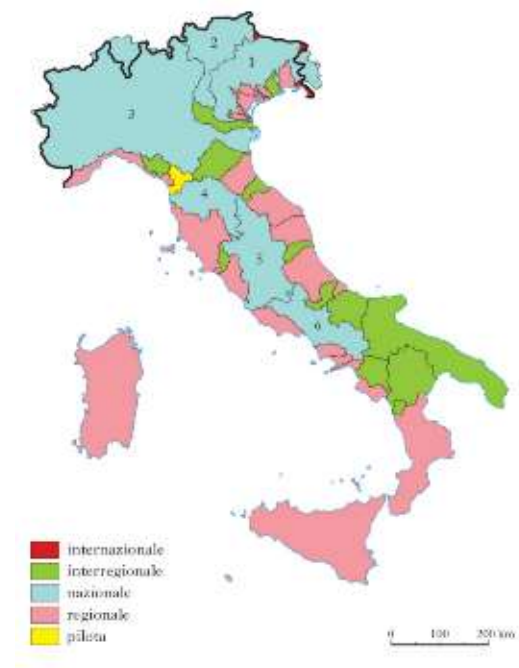 2
1
3
4
5
6
internazionale
interregionale
nazionale
regionale
pilota
0 100 200 km